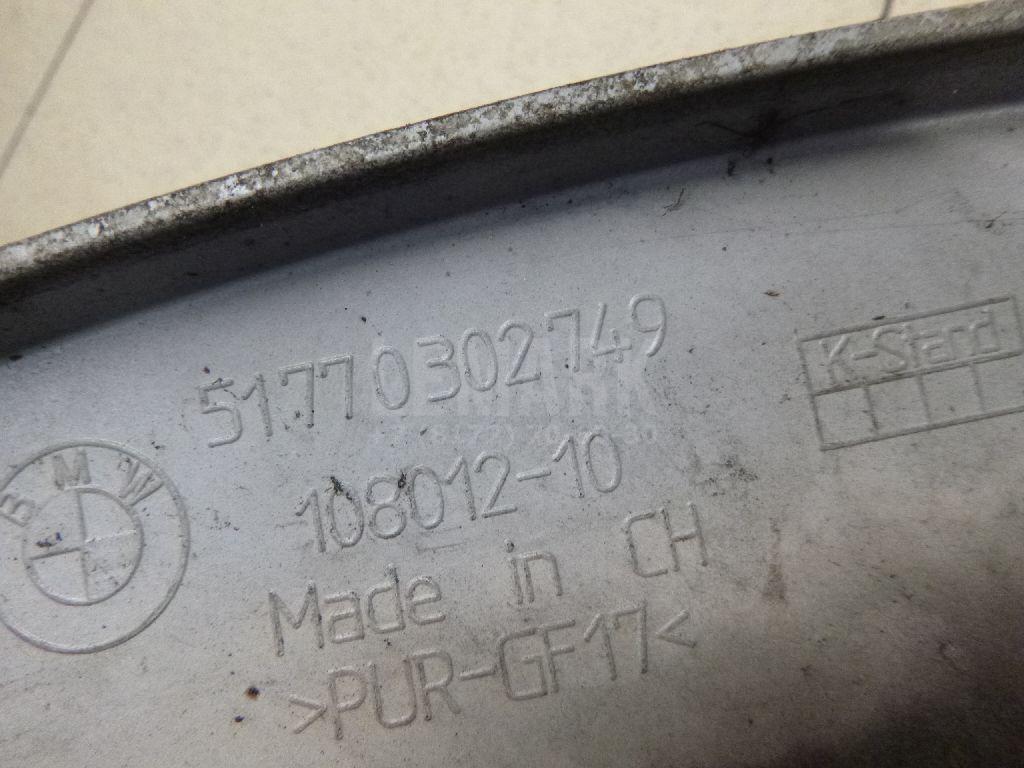 51770302749
K-Stand
BMW
108012-10
Made in CH
>PUR-GF17<